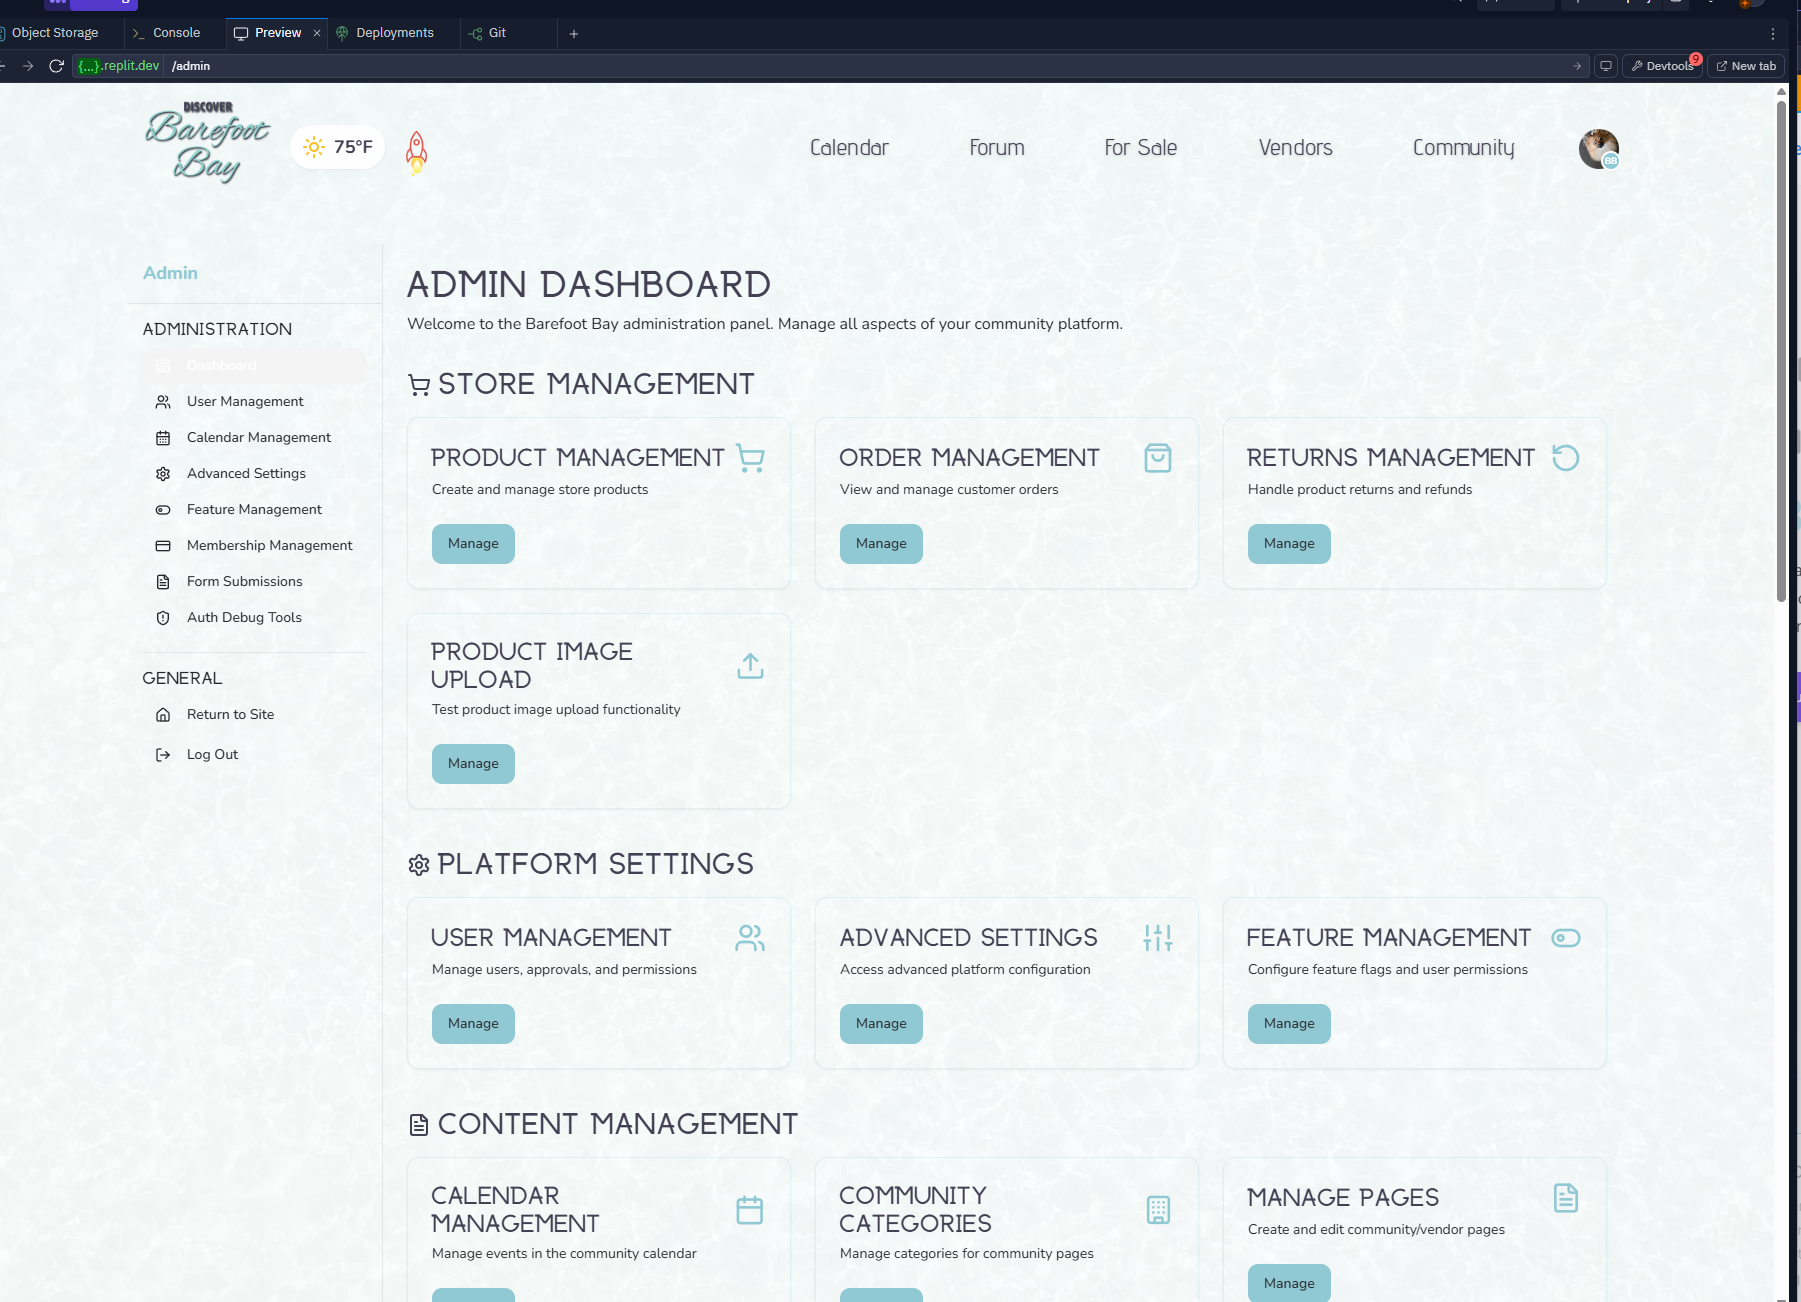 Object Storage
Console
Preview
Deployments
Git
{...}.replit.dev
/admin
Devtools
9
New tab
DISCOVER
Barefoot
Bay
75°F
Calendar
Forum
For Sale
Vendors
Community
BB
Admin
ADMINISTRATION
Dashboard
User Management
Calendar Management
Advanced Settings
Feature Management
Membership Management
Form Submissions
Auth Debug Tools
GENERAL
Return to Site
Log Out
ADMIN DASHBOARD
Welcome to the Barefoot Bay administration panel. Manage all aspects of your community platform.
STORE MANAGEMENT
PRODUCT MANAGEMENT
Create and manage store products
Manage
ORDER MANAGEMENT
View and manage customer orders
Manage
RETURNS MANAGEMENT
Handle product returns and refunds
Manage
PRODUCT IMAGE
UPLOAD
Test product image upload functionality
Manage
PLATFORM SETTINGS
USER MANAGEMENT
Manage users, approvals, and permissions
Manage
ADVANCED SETTINGS
Access advanced platform configuration
Manage
FEATURE MANAGEMENT
Configure feature flags and user permissions
Manage
CONTENT MANAGEMENT
CALENDAR
MANAGEMENT
Manage events in the community calendar
COMMUNITY
CATEGORIES
Manage categories for community pages
MANAGE PAGES
Create and edit community/vendor pages
Manage